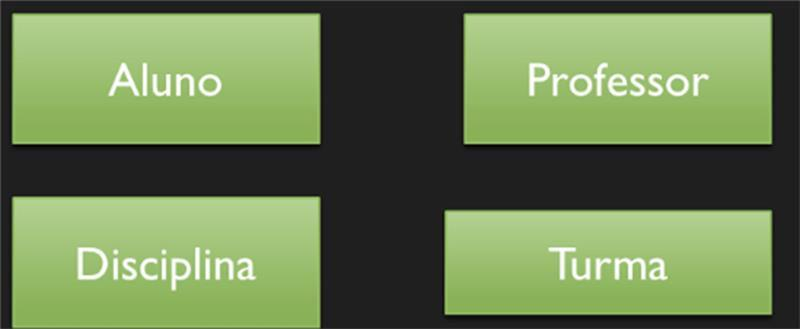 Aluno
Professor
Disciplina
Turma